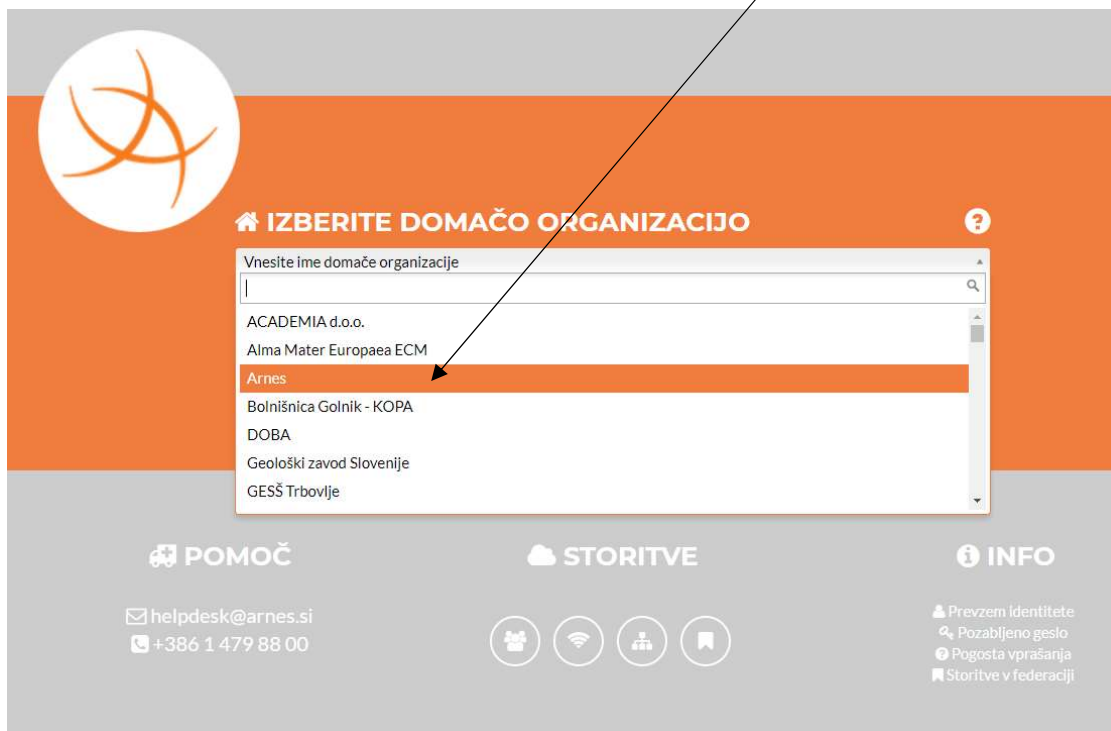 IZBERITE DOMAČO ORGANIZACIJO
Vnesite ime domače organizacije
ACADEMIA d.o.o.
Alma Mater Europaea ECM
Arnes
Bolnišnica Golnik - KOPA
DOBA
Geološki zavod Slovenije
GESŠ Trbovlje
POMOČ
helpdesk@arnes.si
+386 1 479 88 00
STORITVE
INFO
Prevzem identitete
Pozabljeno geslo
Pogosta vprašanja
Storitve v federaciji